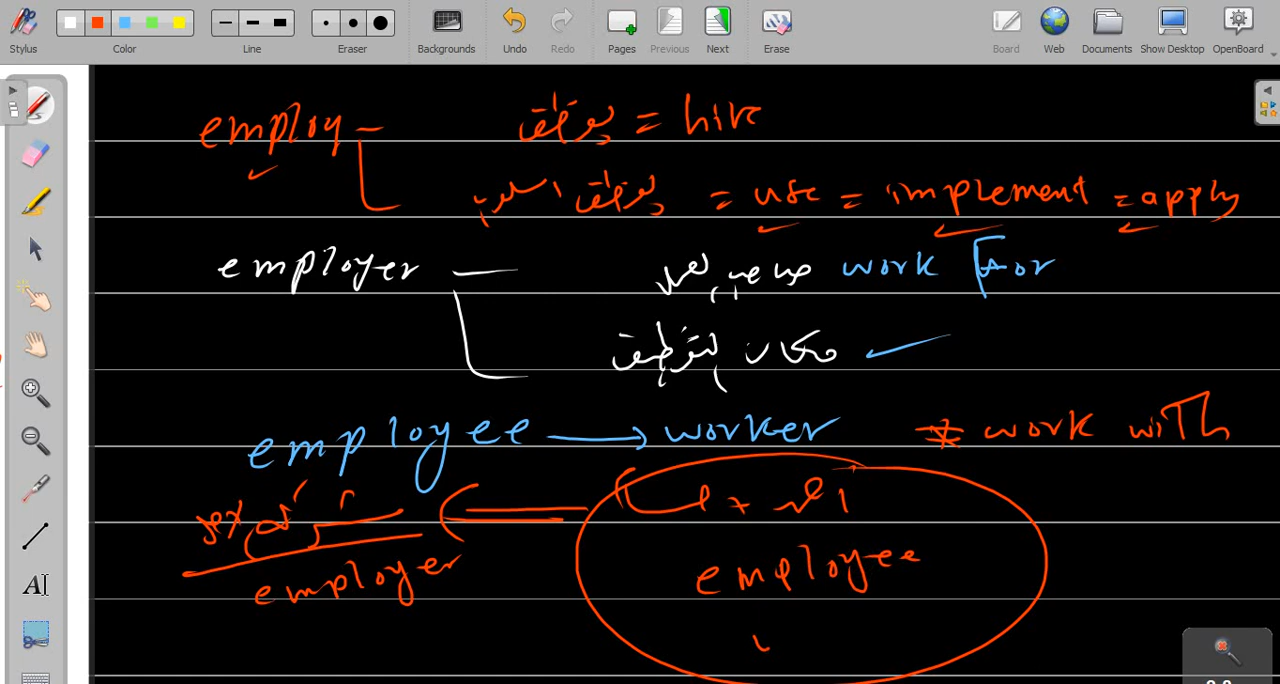 Stylus Color Line Eraser Backgrounds Undo Redo Pages Previous Next Erase Board Web Documents Show Desktop OpenBoard
employ يوظف = hire
يوظف = use = implement = apply
employer صاحب العمل work for
مكان التوظيف
employee → worker work with
employee
employer